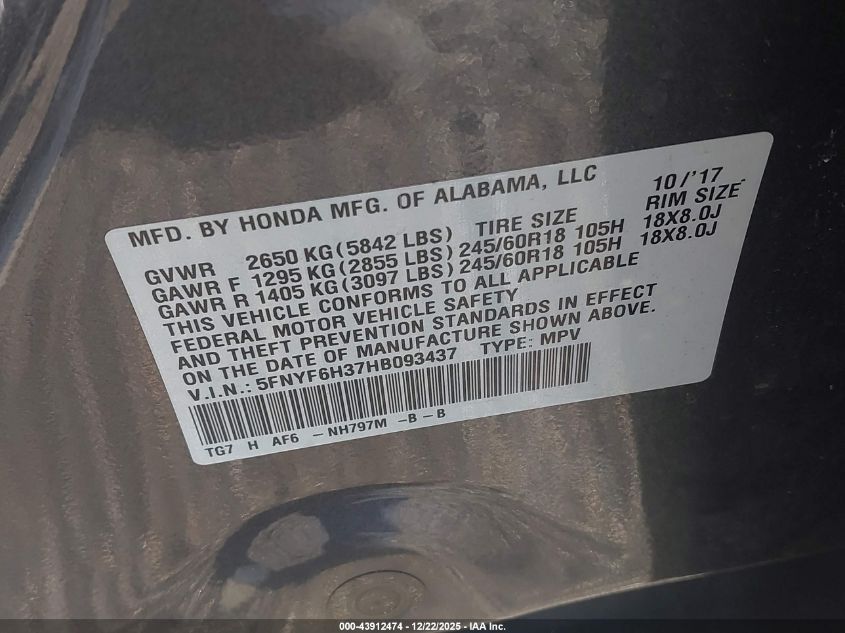 MFD. BY HONDA MFG. OF ALABAMA, LLC 10/'17
GVWR 2650 KG(5842 LBS) TIRE SIZE RIM SIZE
GAWR F 1295 KG(2855 LBS)245/60R18 105H 18X8.0J
GAWR R 1405 KG(3097 LBS)245/60R18 105H 18X8.0J
THIS VEHICLE CONFORMS TO ALL APPLICABLE
FEDERAL MOTOR VEHICLE SAFETY
AND THEFT PREVENTION STANDARDS IN EFFECT
ON THE DATE OF MANUFACTURE SHOWN ABOVE.
V.I.N.: 5FNYF6H37HB093437 TYPE: MPV
TG7 H AF6 -NH797M -B-B
000-43912474 - 12/22/2025 - IAA Inc.